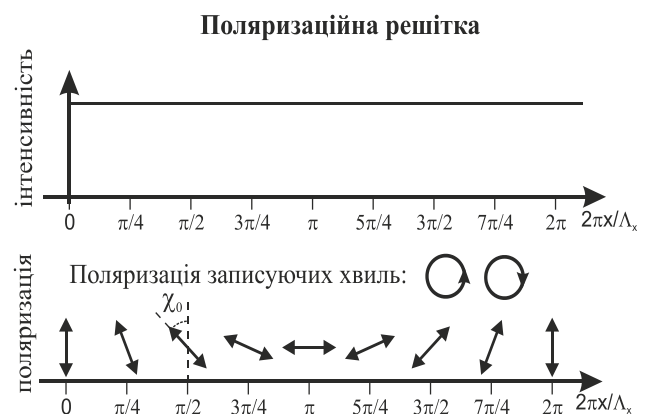 Поляризаційна решітка
інтенсивність
0 π/4 π/2 3π/4 π 5π/4 3π/2 7π/4 2π 2πx/Λₓ
Поляризація записуючих хвиль:
χ₀
поляризація
0 π/4 π/2 3π/4 π 5π/4 3π/2 7π/4 2π 2πx/Λₓ